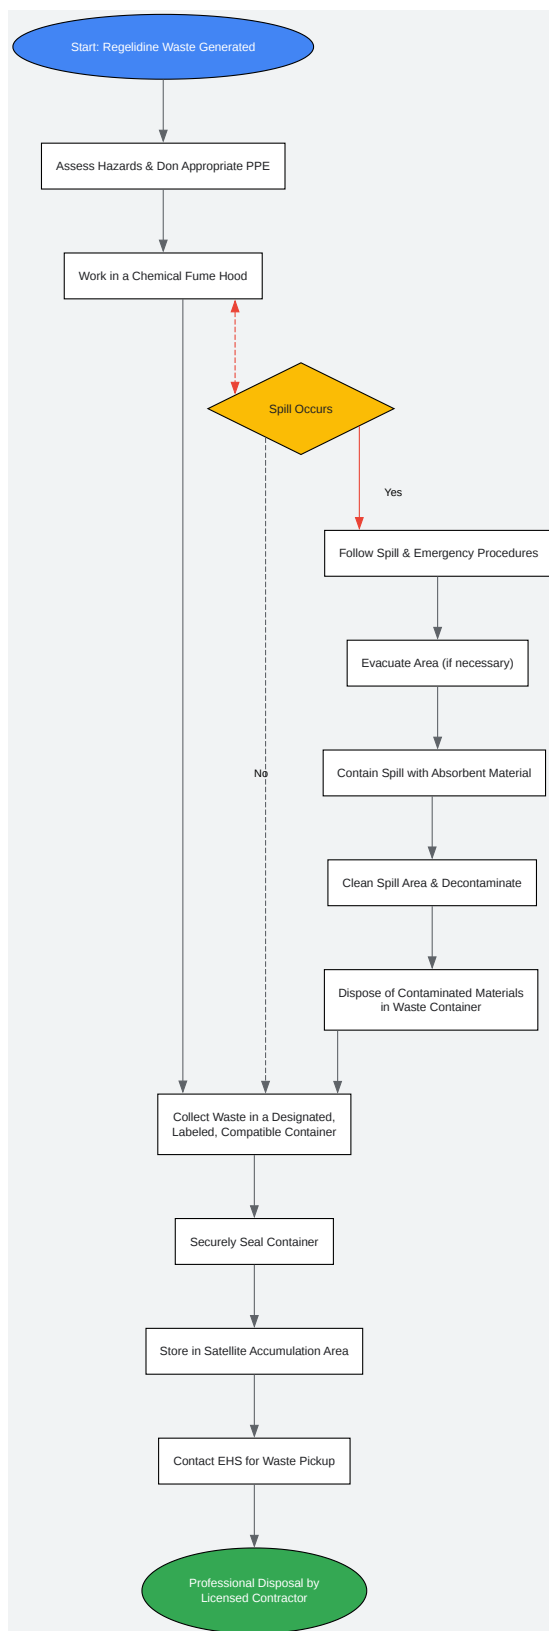 Start: Regelidine Waste Generated
Assess Hazards & Don Appropriate PPE
Work in a Chemical Fume Hood
Spill Occurs
Yes
Follow Spill & Emergency Procedures
Evacuate Area (if necessary)
Contain Spill with Absorbent Material
No
Clean Spill Area & Decontaminate
Dispose of Contaminated Materials
in Waste Container
Collect Waste in a Designated,
Labeled, Compatible Container
Securely Seal Container
Store in Satellite Accumulation Area
Contact EHS for Waste Pickup
Professional Disposal by
Licensed Contractor